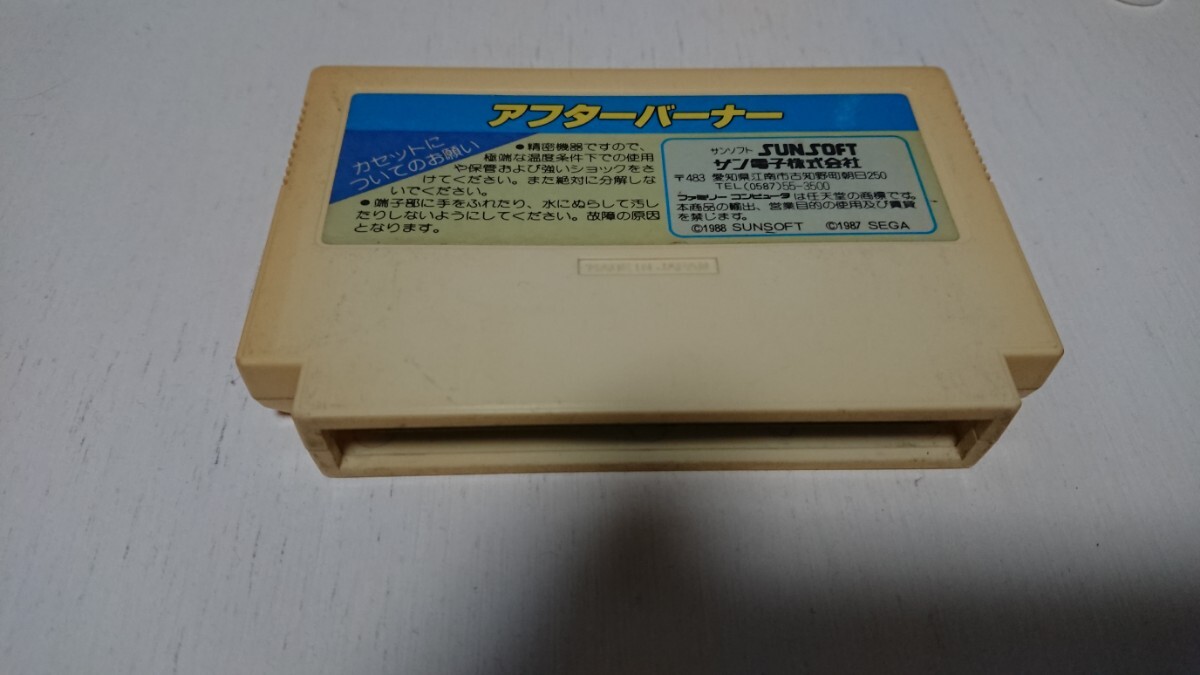 アフターバーナー
カセットに
ついてのお願い
●精密機器ですので、
極端な温度条件下での使用
や保管および強いショックをさ
けてください。また絶対に分解しな
いでください。
●端子部に手をふれたり、水にぬらして汚し
たりしないようにしてください。故障の原因
となります。
サンソフト SUNSOFT
サン電子株式会社
〒483 愛知県江南市古知野町朝日250
TEL(0587)55-3500
ファミリーコンピュータは任天堂の商標です。
本商品の輸出、営業目的の使用及び賃貸
を禁じます。
©1988 SUNSOFT ©1987 SEGA
MADE IN JAPAN